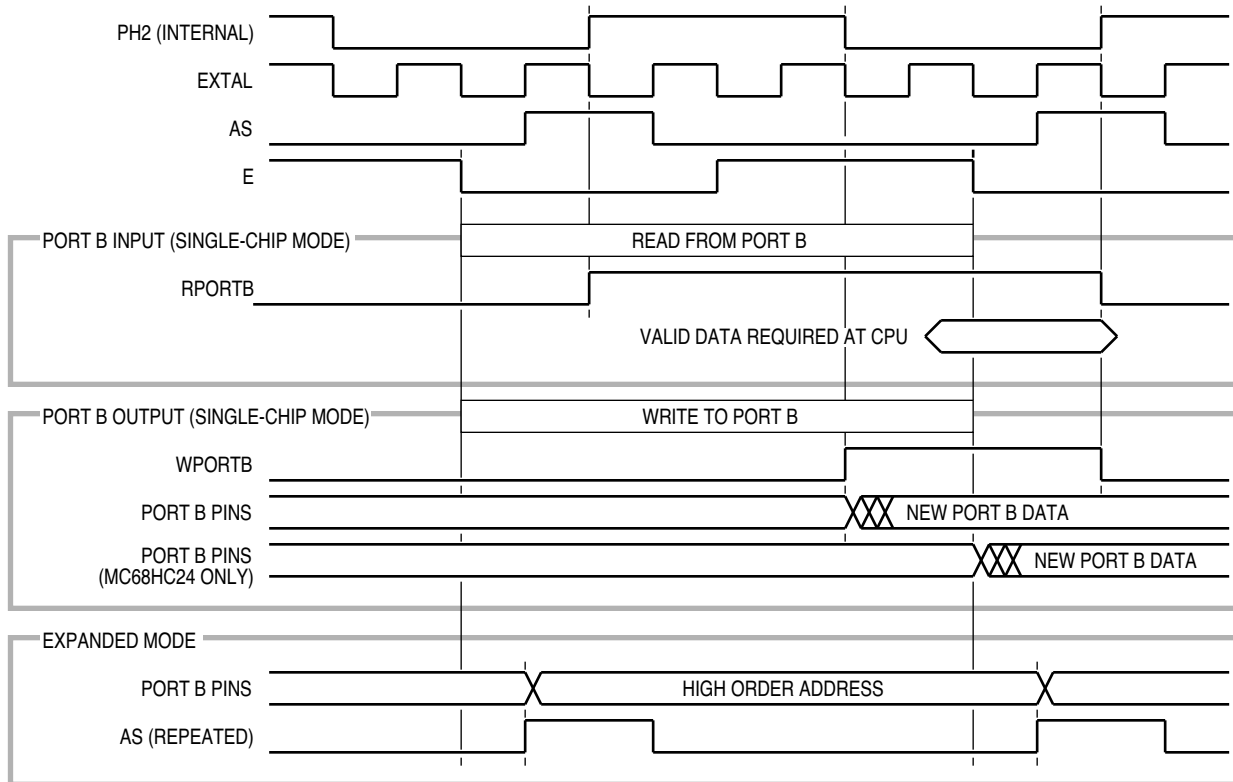 PH2 (INTERNAL)
EXTAL
AS
E
PORT B INPUT (SINGLE-CHIP MODE)
READ FROM PORT B
RPORTB
VALID DATA REQUIRED AT CPU
PORT B OUTPUT (SINGLE-CHIP MODE)
WRITE TO PORT B
WPORTB
PORT B PINS
NEW PORT B DATA
PORT B PINS
(MC68HC24 ONLY)
NEW PORT B DATA
EXPANDED MODE
PORT B PINS
HIGH ORDER ADDRESS
AS (REPEATED)